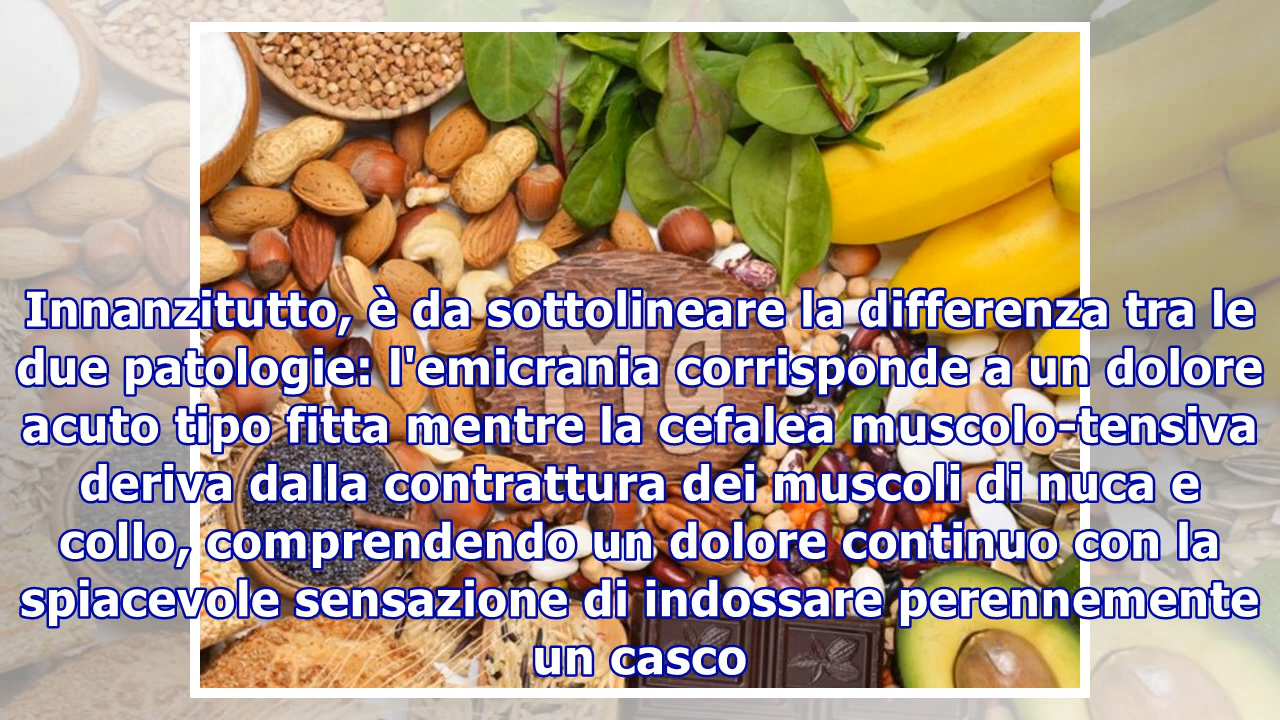 Innanzitutto, è da sottolineare la differenza tra le
due patologie: l'emicrania corrisponde a un dolore
acuto tipo fitta mentre la cefalea muscolo-tensiva
deriva dalla contrattura dei muscoli di nuca e
collo, comprendendo un dolore continuo con la
spiacevole sensazione di indossare perennemente
un casco
Mg